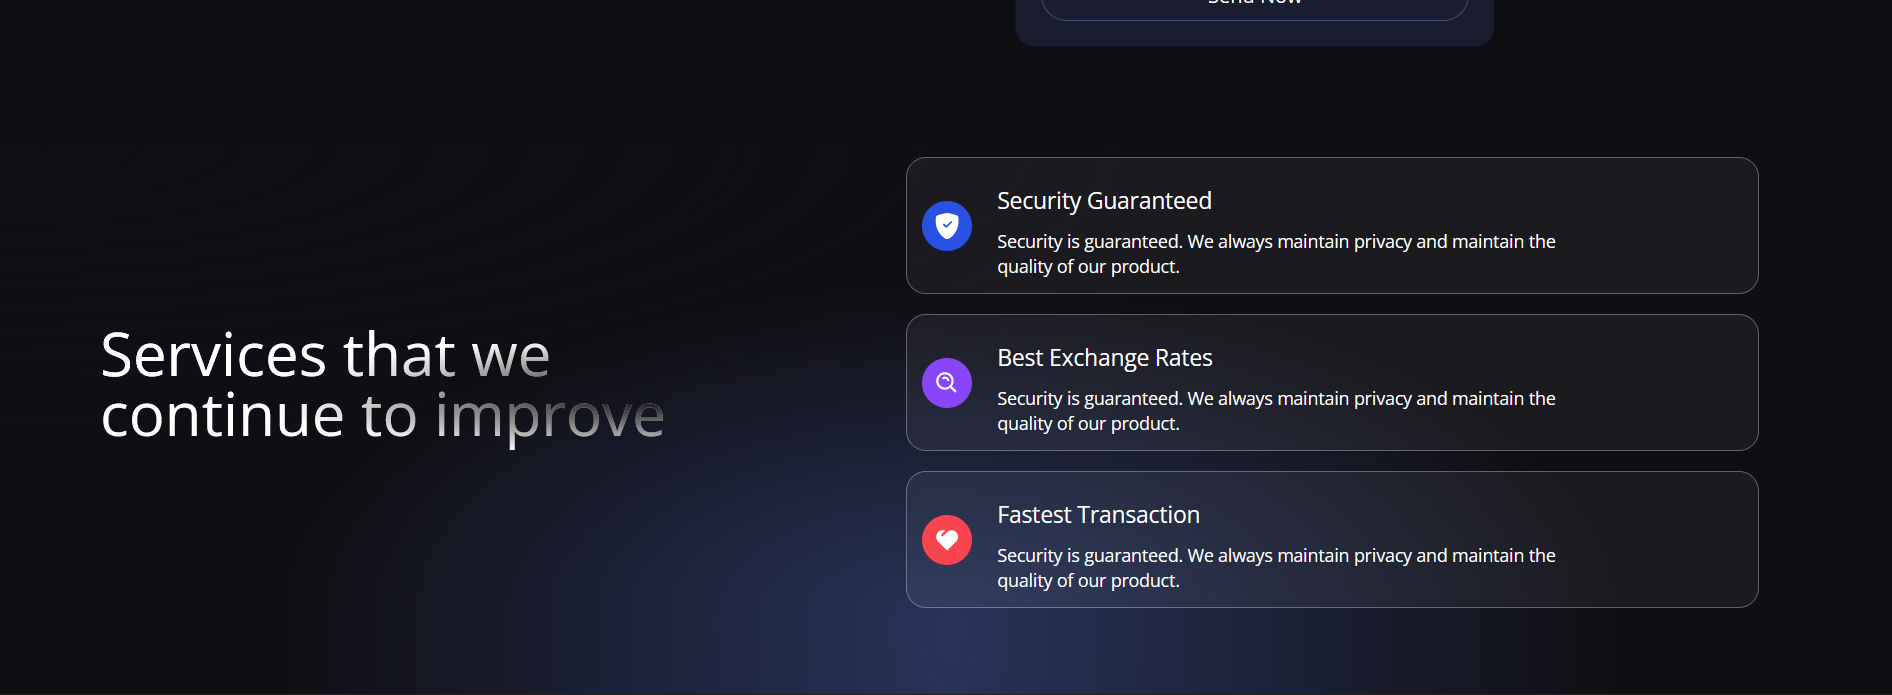 Send Now
Services that we
continue to improve
Security Guaranteed
Security is guaranteed. We always maintain privacy and maintain the
quality of our product.
Best Exchange Rates
Security is guaranteed. We always maintain privacy and maintain the
quality of our product.
Fastest Transaction
Security is guaranteed. We always maintain privacy and maintain the
quality of our product.